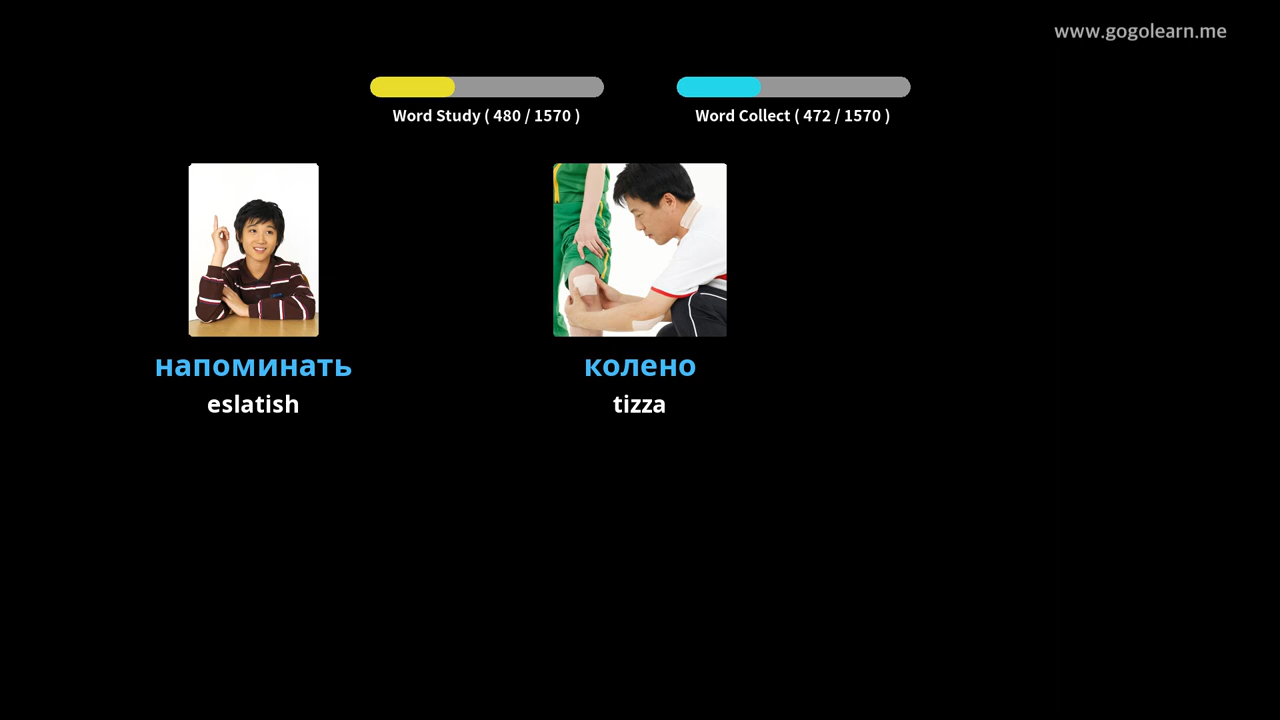 www.gogolearn.me
Word Study ( 480 / 1570 )
Word Collect ( 472 / 1570 )
напоминать
eslatish
колено
tizza